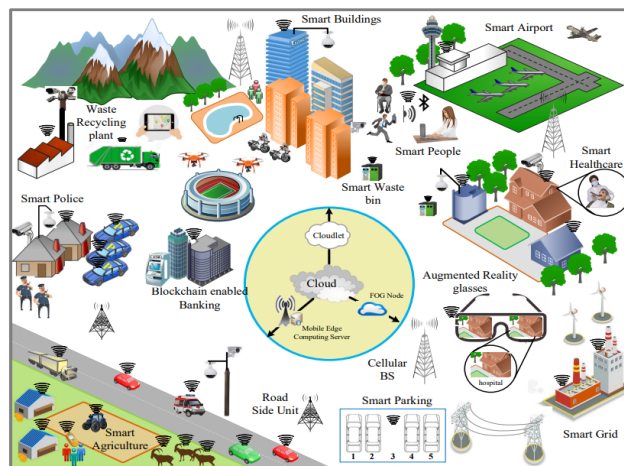 Smart Buildings
Smart Airport
Waste
Recycling
plant
Smart People
Smart
Healthcare
Smart Waste
bin
Smart Police
Cloudlet
Cloud
FOG Node
Mobile Edge
Computing Server
Blockchain enabled
Banking
Augmented Reality
glasses
hospital
Cellular
BS
Road
Side Unit
Smart Parking
1 2 3 4 5
Smart
Agriculture
Smart Grid